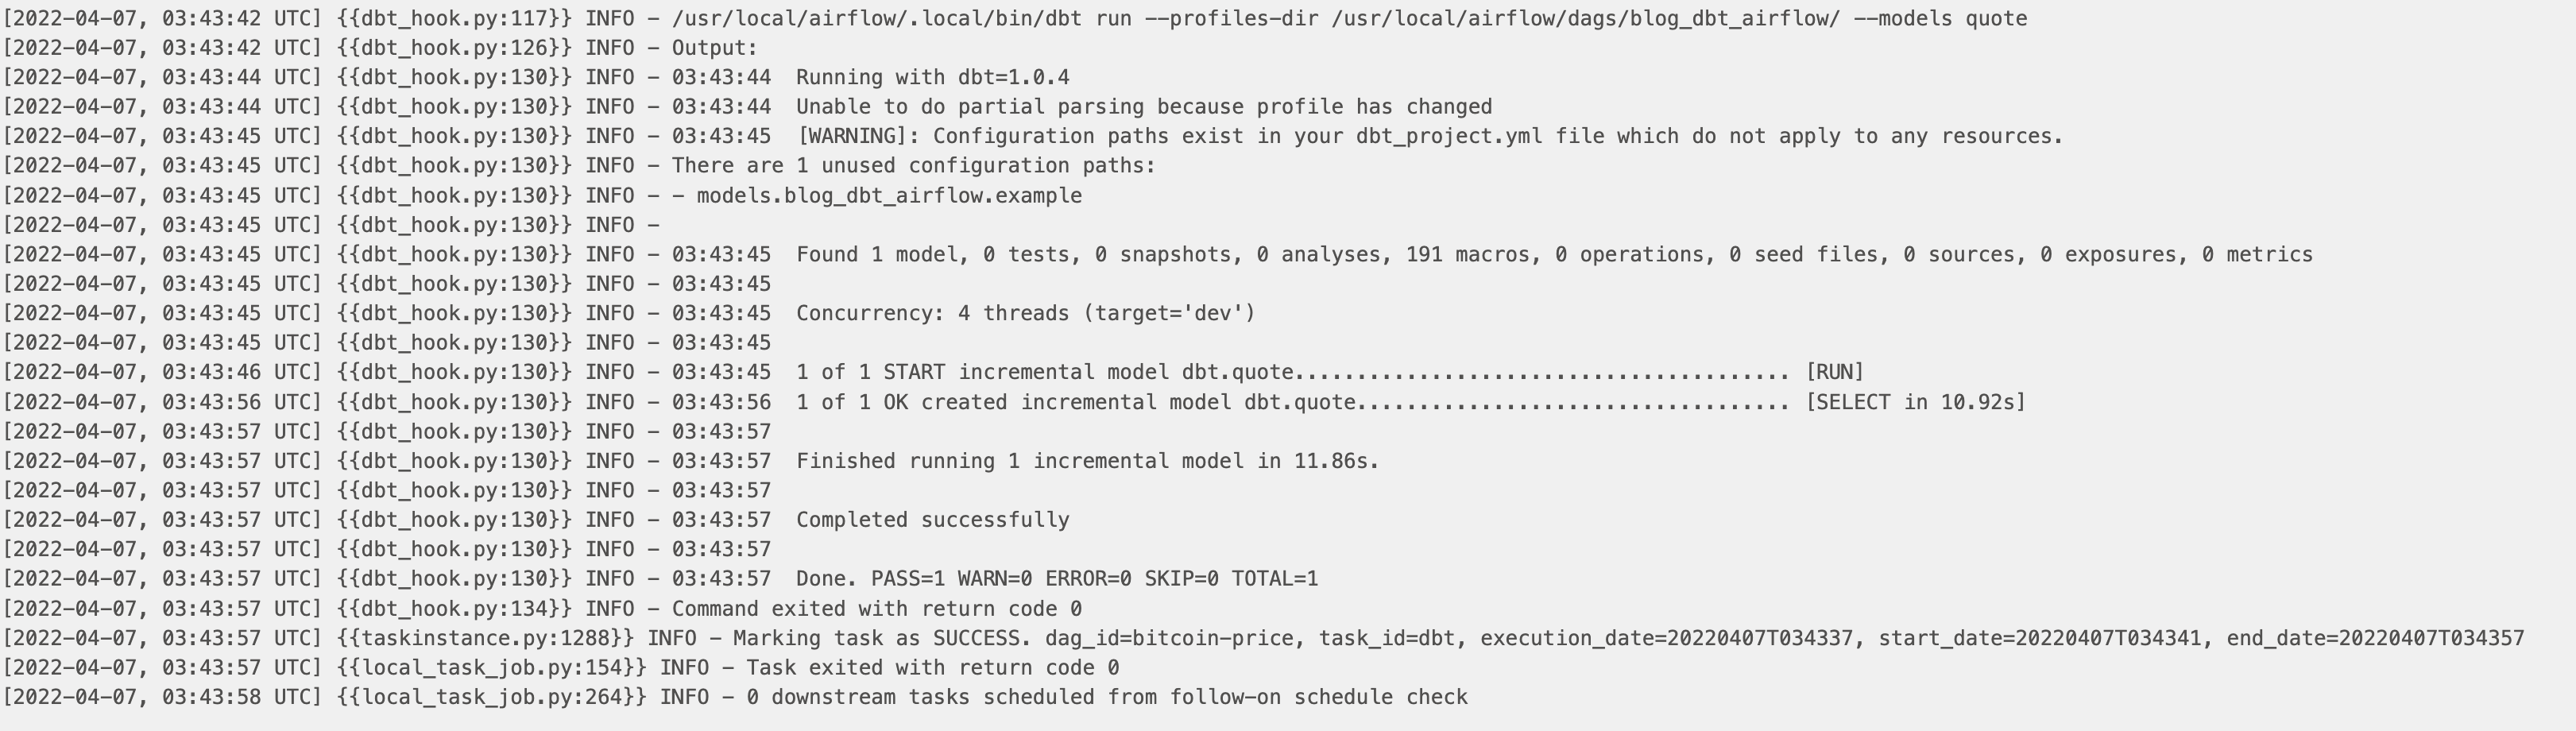 [2022-04-07, 03:43:42 UTC] {{dbt_hook.py:117}} INFO - /usr/local/airflow/.local/bin/dbt run --profiles-dir /usr/local/airflow/dags/blog_dbt_airflow/ --models quote
[2022-04-07, 03:43:42 UTC] {{dbt_hook.py:126}} INFO - Output:
[2022-04-07, 03:43:44 UTC] {{dbt_hook.py:130}} INFO - 03:43:44  Running with dbt=1.0.4
[2022-04-07, 03:43:44 UTC] {{dbt_hook.py:130}} INFO - 03:43:44  Unable to do partial parsing because profile has changed
[2022-04-07, 03:43:45 UTC] {{dbt_hook.py:130}} INFO - 03:43:45  [WARNING]: Configuration paths exist in your dbt_project.yml file which do not apply to any resources.
[2022-04-07, 03:43:45 UTC] {{dbt_hook.py:130}} INFO - There are 1 unused configuration paths:
[2022-04-07, 03:43:45 UTC] {{dbt_hook.py:130}} INFO - - models.blog_dbt_airflow.example
[2022-04-07, 03:43:45 UTC] {{dbt_hook.py:130}} INFO -
[2022-04-07, 03:43:45 UTC] {{dbt_hook.py:130}} INFO - 03:43:45  Found 1 model, 0 tests, 0 snapshots, 0 analyses, 191 macros, 0 operations, 0 seed files, 0 sources, 0 exposures, 0 metrics
[2022-04-07, 03:43:45 UTC] {{dbt_hook.py:130}} INFO - 03:43:45
[2022-04-07, 03:43:45 UTC] {{dbt_hook.py:130}} INFO - 03:43:45  Concurrency: 4 threads (target='dev')
[2022-04-07, 03:43:45 UTC] {{dbt_hook.py:130}} INFO - 03:43:45
[2022-04-07, 03:43:46 UTC] {{dbt_hook.py:130}} INFO - 03:43:45  1 of 1 START incremental model dbt.quote........................................ [RUN]
[2022-04-07, 03:43:56 UTC] {{dbt_hook.py:130}} INFO - 03:43:56  1 of 1 OK created incremental model dbt.quote................................... [SELECT in 10.92s]
[2022-04-07, 03:43:57 UTC] {{dbt_hook.py:130}} INFO - 03:43:57
[2022-04-07, 03:43:57 UTC] {{dbt_hook.py:130}} INFO - 03:43:57  Finished running 1 incremental model in 11.86s.
[2022-04-07, 03:43:57 UTC] {{dbt_hook.py:130}} INFO - 03:43:57
[2022-04-07, 03:43:57 UTC] {{dbt_hook.py:130}} INFO - 03:43:57  Completed successfully
[2022-04-07, 03:43:57 UTC] {{dbt_hook.py:130}} INFO - 03:43:57
[2022-04-07, 03:43:57 UTC] {{dbt_hook.py:130}} INFO - 03:43:57  Done. PASS=1 WARN=0 ERROR=0 SKIP=0 TOTAL=1
[2022-04-07, 03:43:57 UTC] {{dbt_hook.py:134}} INFO - Command exited with return code 0
[2022-04-07, 03:43:57 UTC] {{taskinstance.py:1288}} INFO - Marking task as SUCCESS. dag_id=bitcoin-price, task_id=dbt, execution_date=20220407T034337, start_date=20220407T034341, end_date=20220407T034357
[2022-04-07, 03:43:57 UTC] {{local_task_job.py:154}} INFO - Task exited with return code 0
[2022-04-07, 03:43:58 UTC] {{local_task_job.py:264}} INFO - 0 downstream tasks scheduled from follow-on schedule check